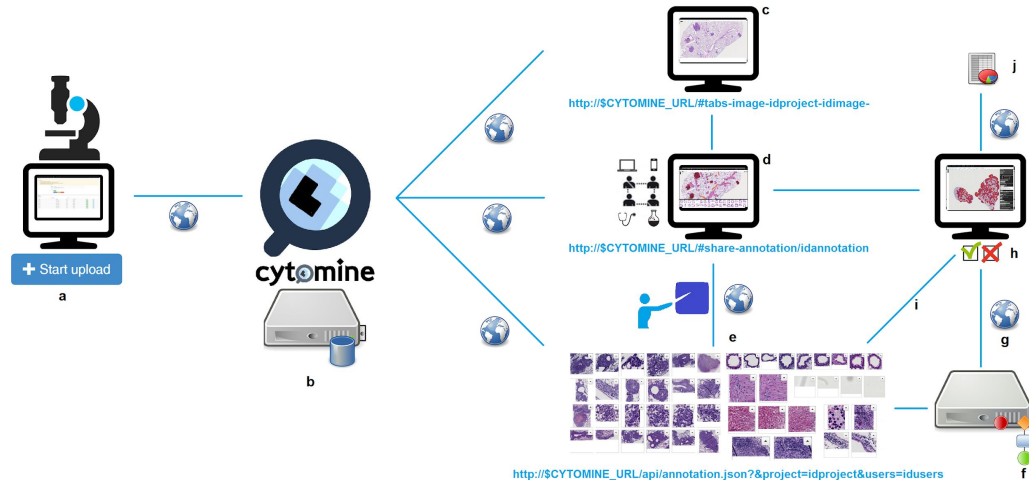 c
http://$CYTOMINE_URL/#tabs-image-idproject-idimage-
j
d
http://$CYTOMINE_URL/#share-annotation/idannotation
h
+ Start upload
a
cytomine
b
e
i
g
f
http://$CYTOMINE_URL/api/annotation.json?&project=idproject&users=idusers